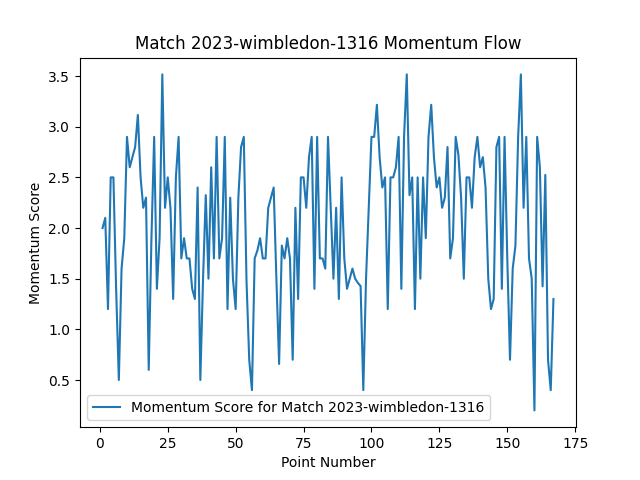 Match 2023-wimbledon-1316 Momentum Flow
Momentum Score
3.5
3.0
2.5
2.0
1.5
1.0
0.5
Momentum Score for Match 2023-wimbledon-1316
0 25 50 75 100 125 150 175
Point Number